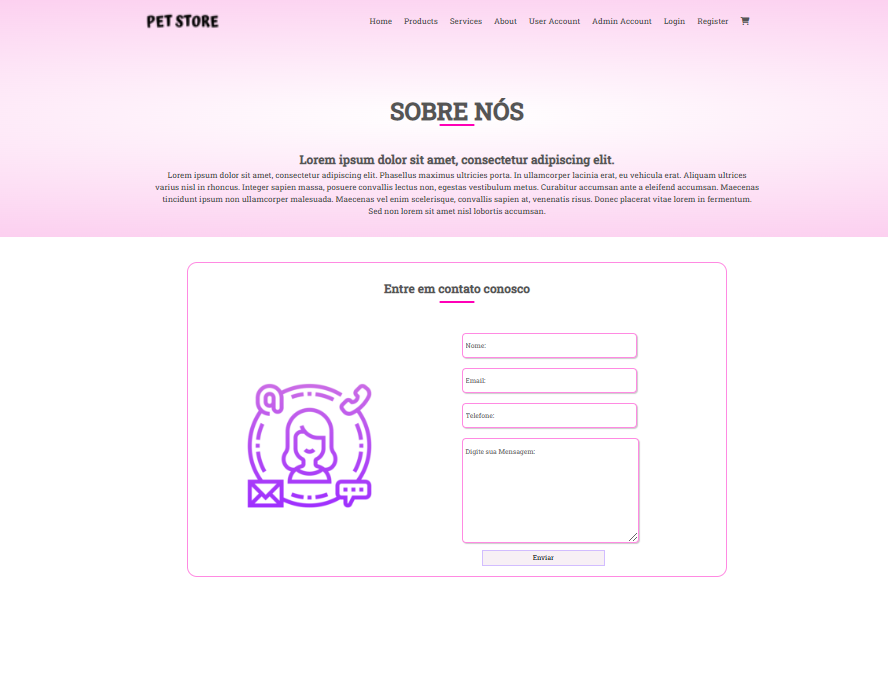 PET STORE
Home Products Services About User Account Admin Account Login Register
SOBRE NÓS
Lorem ipsum dolor sit amet, consectetur adipiscing elit.
Lorem ipsum dolor sit amet, consectetur adipiscing elit. Phasellus maximus ultricies porta. In ullamcorper lacinia erat, eu vehicula erat. Aliquam ultrices
varius nisl in rhoncus. Integer sapien massa, posuere convallis lectus non, egestas vestibulum metus. Curabitur accumsan ante a eleifend accumsan. Maecenas
tincidunt ipsum non ullamcorper malesuada. Maecenas vel enim scelerisque, convallis sapien at, venenatis risus. Donec placerat vitae lorem in fermentum.
Sed non lorem sit amet nisl lobortis accumsan.
Entre em contato conosco
Nome:
Email:
Telefone:
Digite sua Mensagem:
Enviar